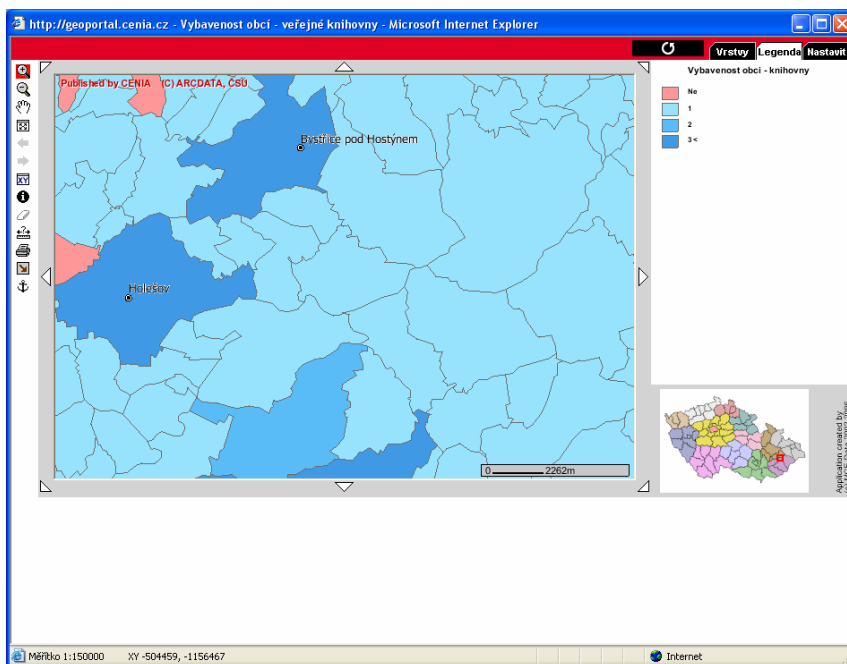 http://geoportal.cenia.cz - Vybavenost obcí - veřejné knihovny - Microsoft Internet Explorer
Vrstvy Legenda Nastavit
Published by CENIA (C) ARCDATA, ČSÚ
Vybavenost obcí - knihovny
Ne
1
2
3 <
Bystřice pod Hostýnem
XY
Holešov
0 2262m
Application created by
Měřítko 1:150000 XY -504459, -1156467 Internet